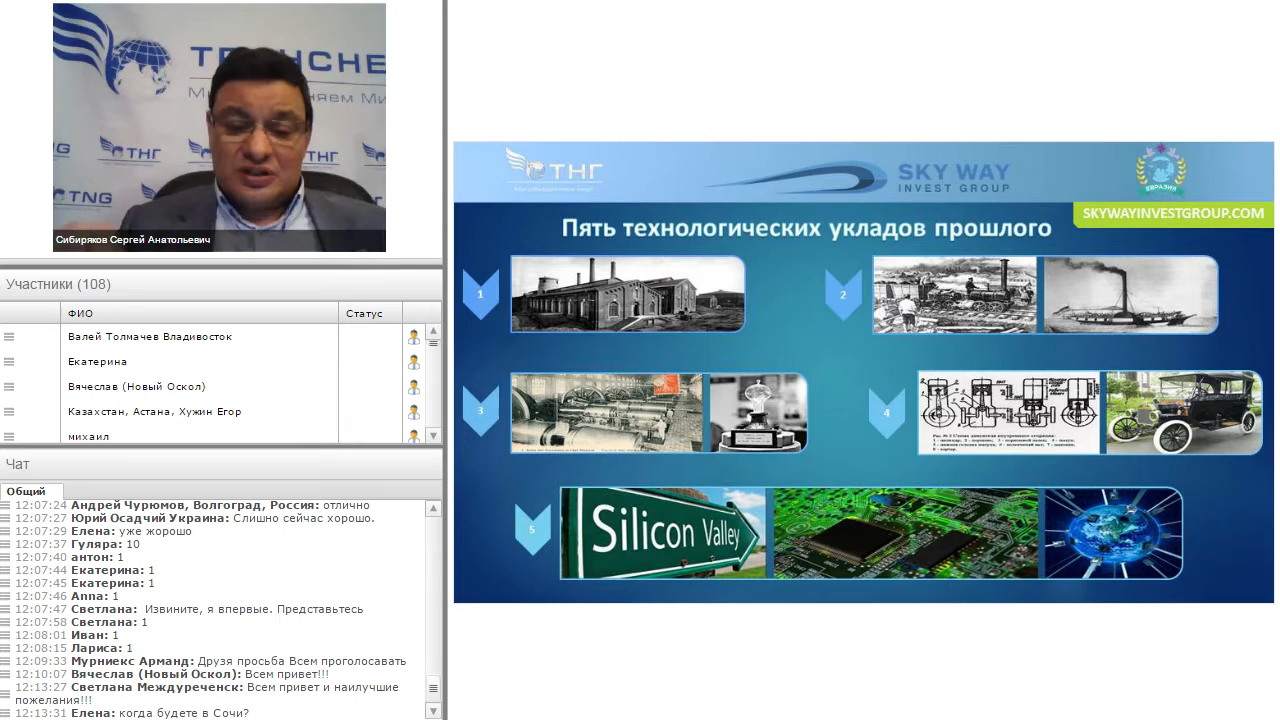 TNG
ТНГ
ТНГ
TNG
Сибиряков Сергей Анатольевич
Участники (108)
ФИО
Статус
Валей Толмачев Владивосток
Екатерина
Вячеслав (Новый Оскол)
Казахстан, Астана, Хужин Егор
михаил
Чат
Общий
12:07:24 Андрей Чурюмов, Волгоград, Россия: отлично
12:07:27 Юрий Осадчий Украина: Слишно сейчас хорошо.
12:07:29 Елена: уже жорошо
12:07:37 Гуляра: 10
12:07:40 антон: 1
12:07:44 Екатерина: 1
12:07:45 Екатерина: 1
12:07:46 Anna: 1
12:07:47 Светлана: Извините, я впервые. Представьтесь
12:07:58 Светлана: 1
12:08:01 Иван: 1
12:08:15 Лариса: 1
12:09:33 Мурниекс Арманд: Друзя просьба Всем проголосавать
12:10:07 Вячеслав (Новый Оскол): Всем привет!!!
12:13:27 Светлана Междуреченск: Всем привет и наилучшие
пожелания!!!
12:13:31 Елена: когда будете в Сочи?
ТНГ
SKY WAY
INVEST GROUP
ЕВРАЗИЯ
SKYWAYINVESTGROUP.COM
Пять технологических укладов прошлого
1
2
3
4
5
Silicon Valley